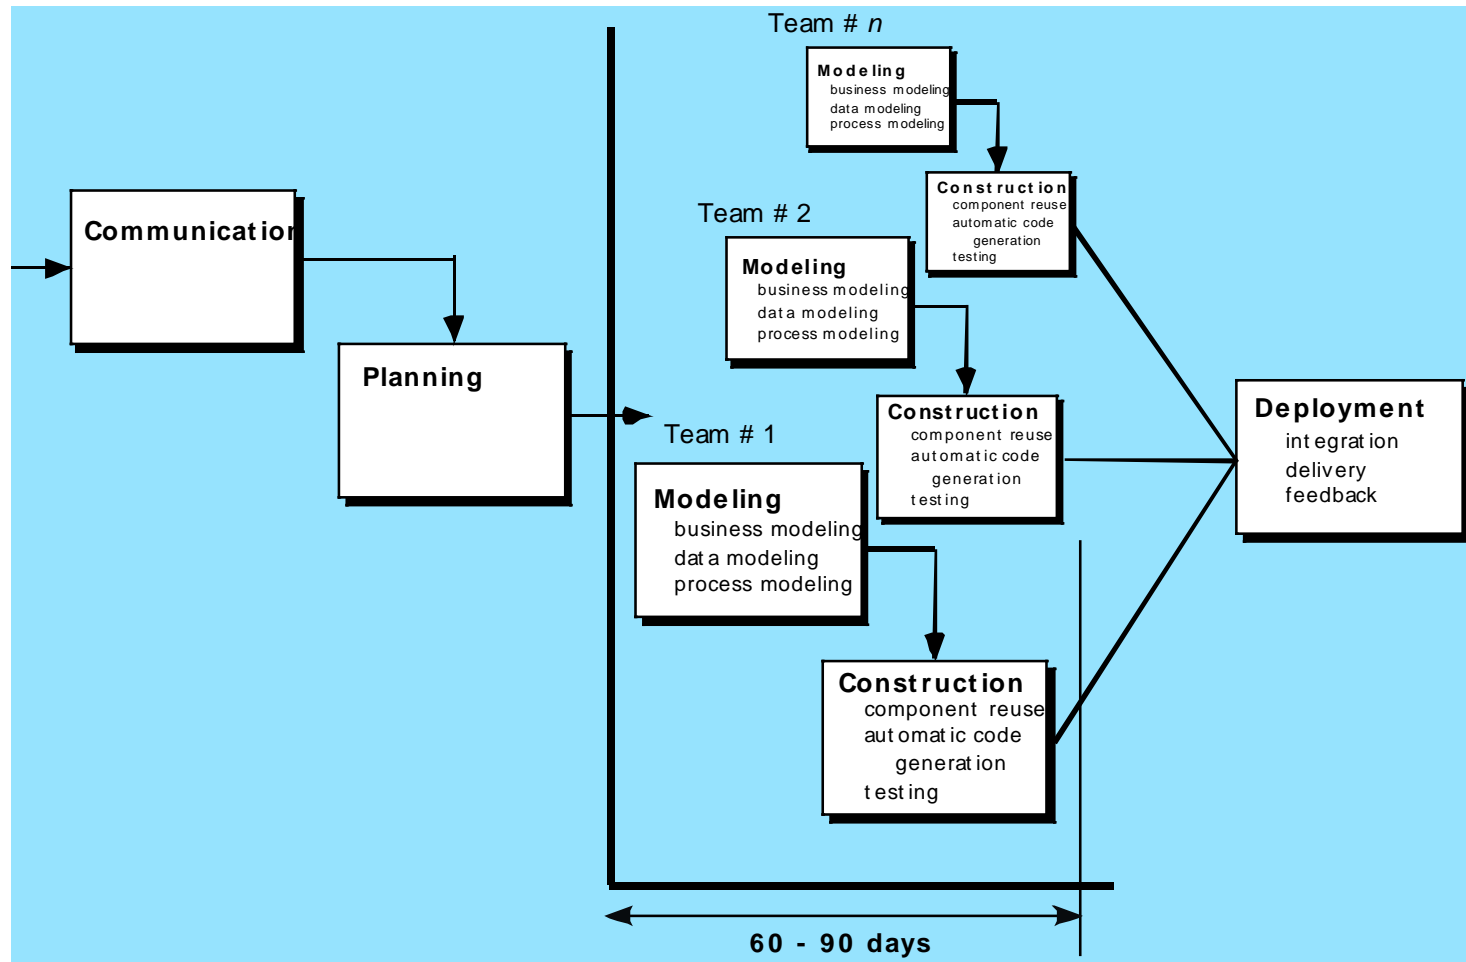 Team # n
Modeling
business modeling
data modeling
process modeling
Construction
component reuse
automatic code
generation
testing
Team # 2
Modeling
business modeling
data modeling
process modeling
Construction
component reuse
automatic code
generation
testing
Communication
Planning
Team # 1
Modeling
business modeling
data modeling
process modeling
Construction
component reuse
automatic code
generation
testing
Deployment
integration
delivery
feedback
60 - 90 days